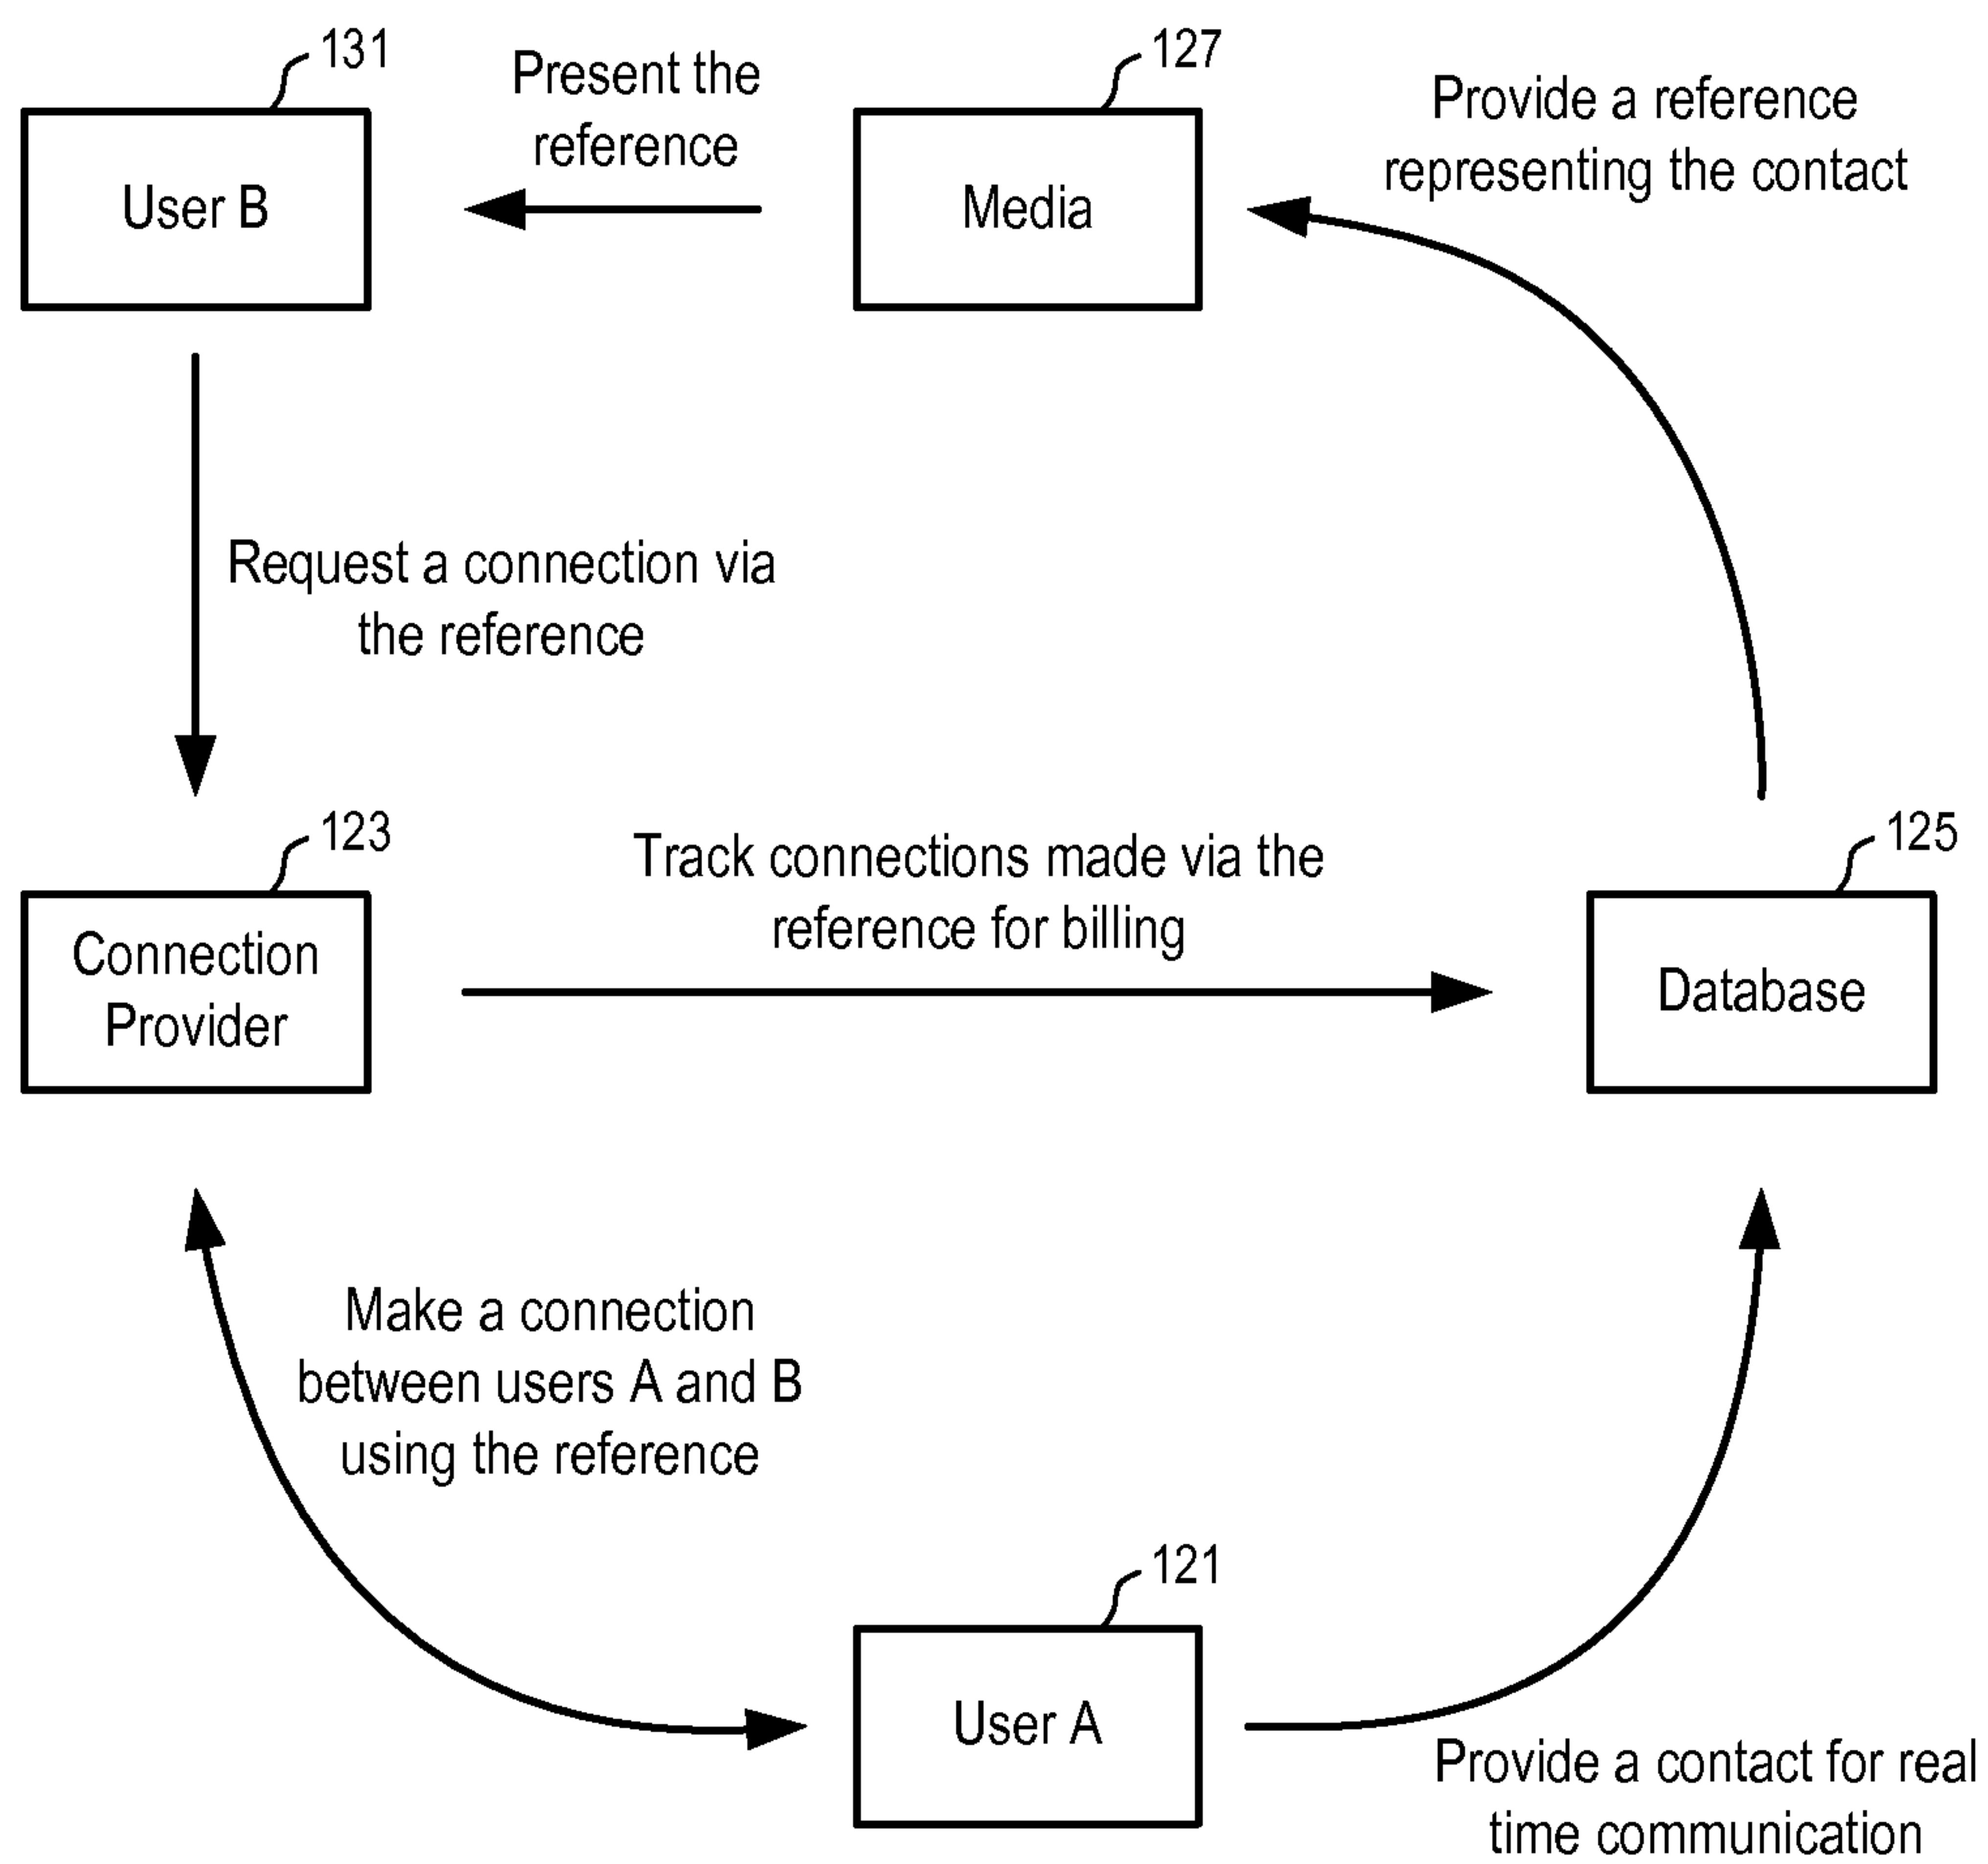 131
Present the
reference
127
Provide a reference
representing the contact
User B
Media
Request a connection via
the reference
123
Track connections made via the
reference for billing
125
Connection
Provider
Database
Make a connection
between users A and B
using the reference
121
User A
Provide a contact for real
time communication